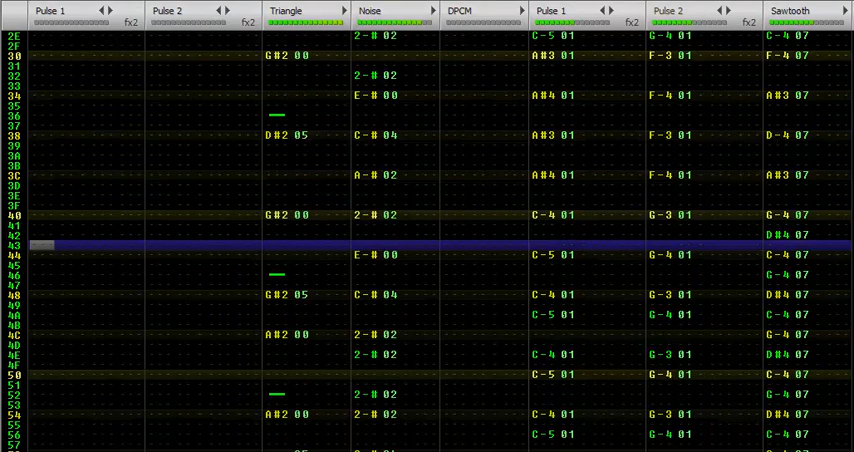 Pulse 1 Pulse 2 Triangle Noise DPCM Pulse 1 Pulse 2 Sawtooth
fx2 fx2 fx2 fx2
2E 2-# 02 C-5 01 G-4 01 C-4 07
2F
30 G#2 00 A#3 01 F-3 01 F-4 07
31
32 2-# 02
33
34 E-# 00 A#4 01 F-4 01 A#3 07
35
36
37
38 D#2 05 C-# 04 A#3 01 F-3 01 D-4 07
39
3A
3B
3C A-# 02 A#4 01 F-4 01 A#3 07
3D
3E
3F
40 G#2 00 2-# 02 C-4 01 G-3 01 G-4 07
41
42 D#4 07
43
44 E-# 00 C-5 01 G-4 01 C-4 07
45
46 G-4 07
47
48 G#2 05 C-# 04 C-4 01 G-3 01 D#4 07
49
4A C-5 01 G-4 01 C-4 07
4B
4C A#2 00 2-# 02 G-4 07
4D
4E 2-# 02 C-4 01 G-3 01 D#4 07
4F
50 C-5 01 G-4 01 C-4 07
51
52 2-# 02 G-4 07
53
54 A#2 00 2-# 02 C-4 01 G-3 01 D#4 07
55
56 C-5 01 G-4 01 C-4 07
57